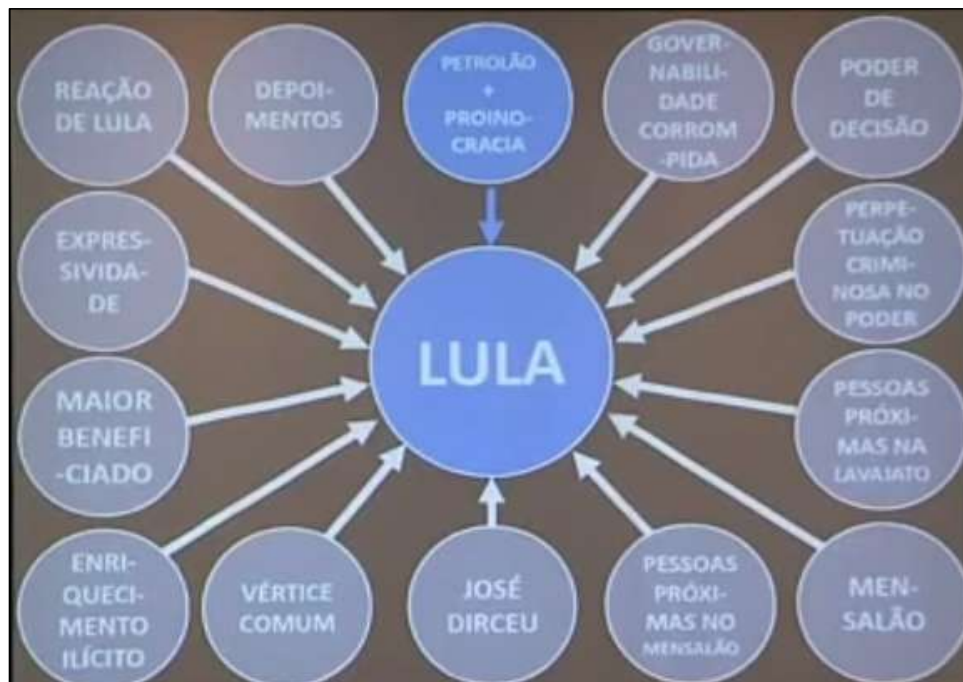 REAÇÃO
DE LULA
DEPOI-
MENTOS
PETROLÃO
+
PROINO-
CRACIA
GOVER-
NABILI-
DADE
CORROM-
-PIDA
PODER
DE
DECISÃO
EXPRES-
SIVIDA-
DE
PERPE-
TUAÇÃO
CRIMI-
NOSA NO
PODER
LULA
MAIOR
BENEFI-
-CIADO
PESSOAS
PRÓXI-
MAS NA
LAVAJATO
ENRI-
QUECI-
MENTO
ILÍCITO
VÉRTICE
COMUM
JOSÉ
DIRCEU
PESSOAS
PRÓXI-
MAS NO
MENSALÃO
MEN-
SALÃO